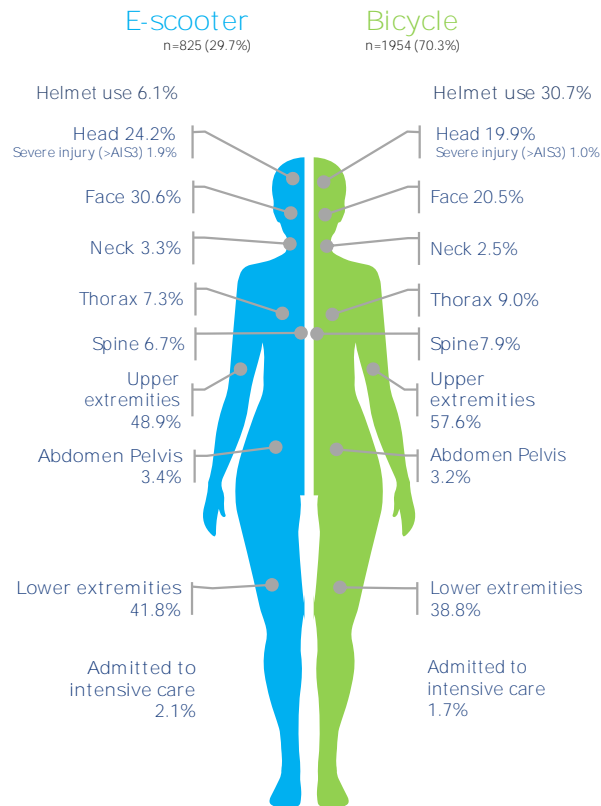 E-scooter
n=825 (29.7%)
Helmet use 6.1%
Head 24.2%
Severe injury (>AIS3) 1.9%
Face 30.6%
Neck 3.3%
Thorax 7.3%
Spine 6.7%
Upper
extremities
48.9%
Abdomen Pelvis
3.4%
Lower extremities
41.8%
Admitted to
intensive care
2.1%
Bicycle
n=1954 (70.3%)
Helmet use 30.7%
Head 19.9%
Severe injury (>AIS3) 1.0%
Face 20.5%
Neck 2.5%
Thorax 9.0%
Spine7.9%
Upper
extremities
57.6%
Abdomen Pelvis
3.2%
Lower extremities
38.8%
Admitted to
intensive care
1.7%